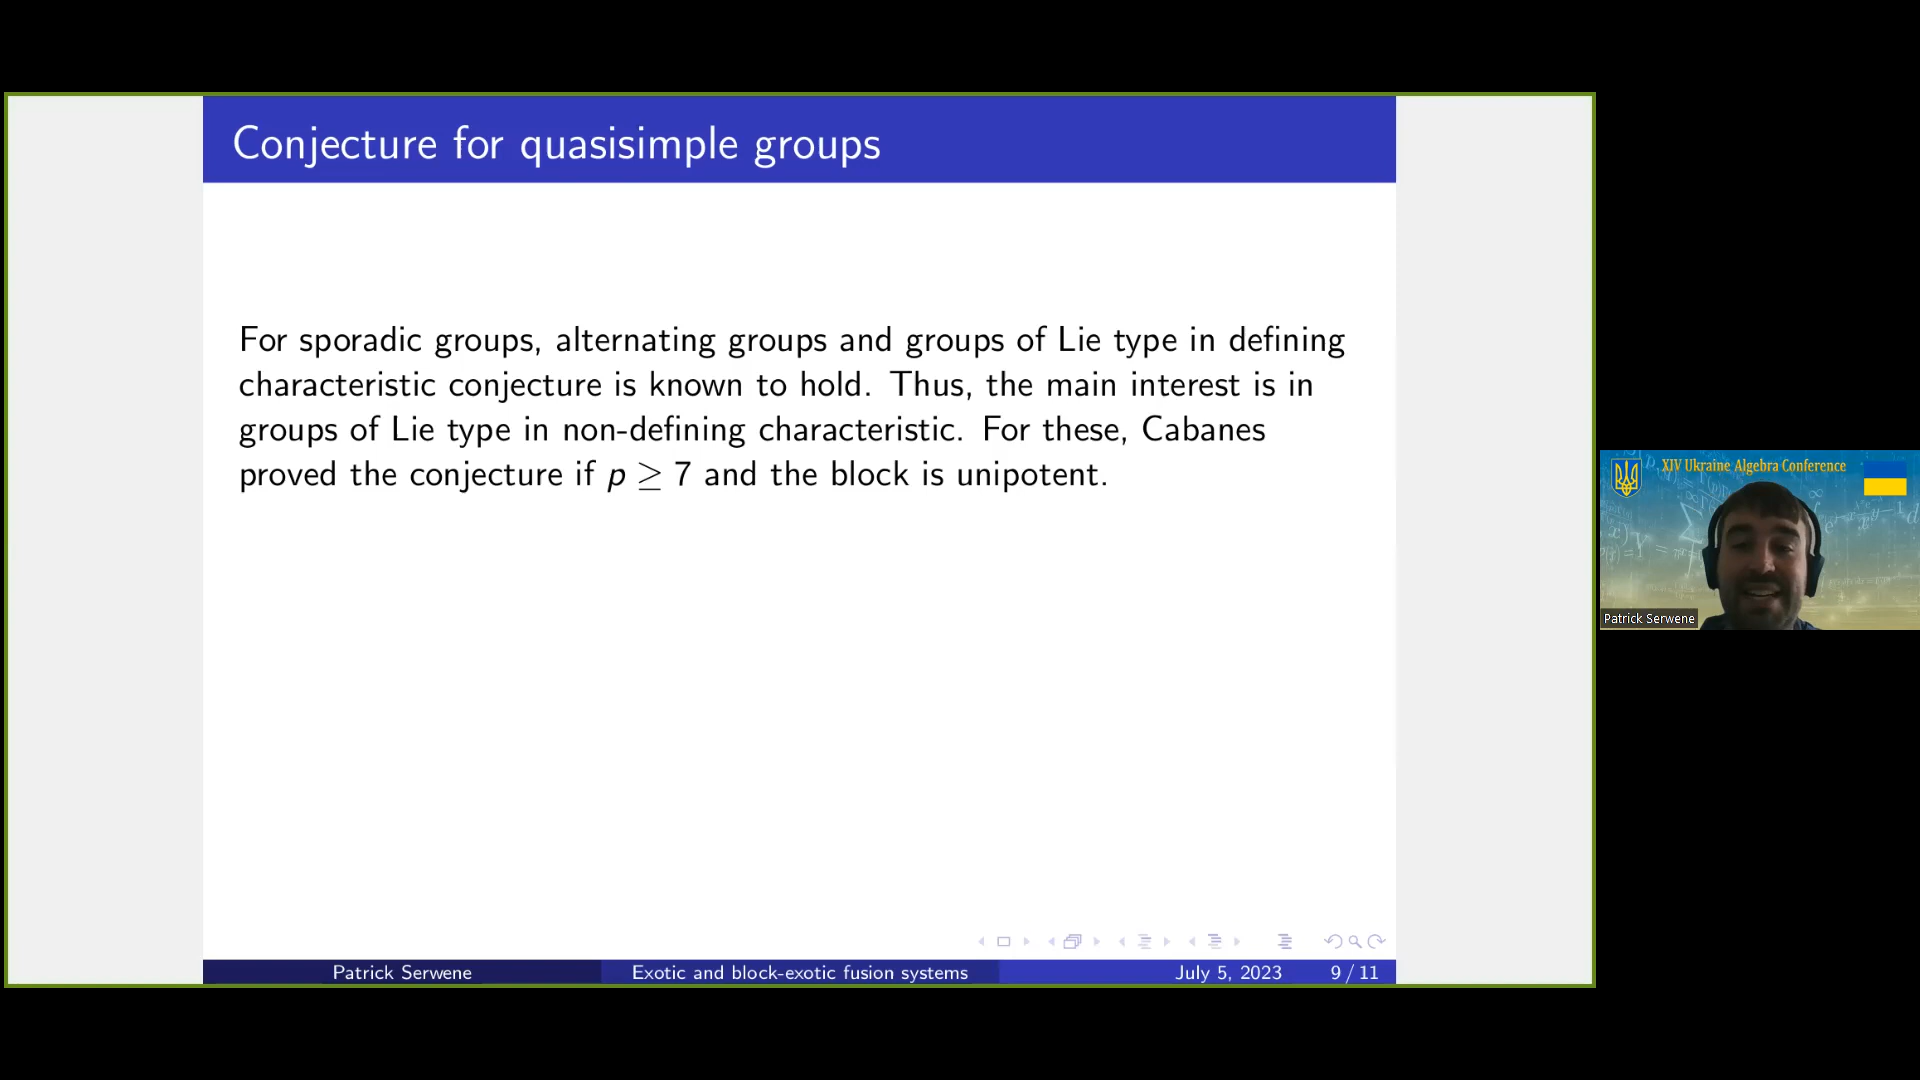 Conjecture for quasisimple groups
For sporadic groups, alternating groups and groups of Lie type in defining
characteristic conjecture is known to hold. Thus, the main interest is in
groups of Lie type in non-defining characteristic. For these, Cabanes
proved the conjecture if p ≥ 7 and the block is unipotent.
Patrick Serwene Exotic and block-exotic fusion systems July 5, 2023 9 / 11
XIV Ukraine Algebra Conference
Patrick Serwene